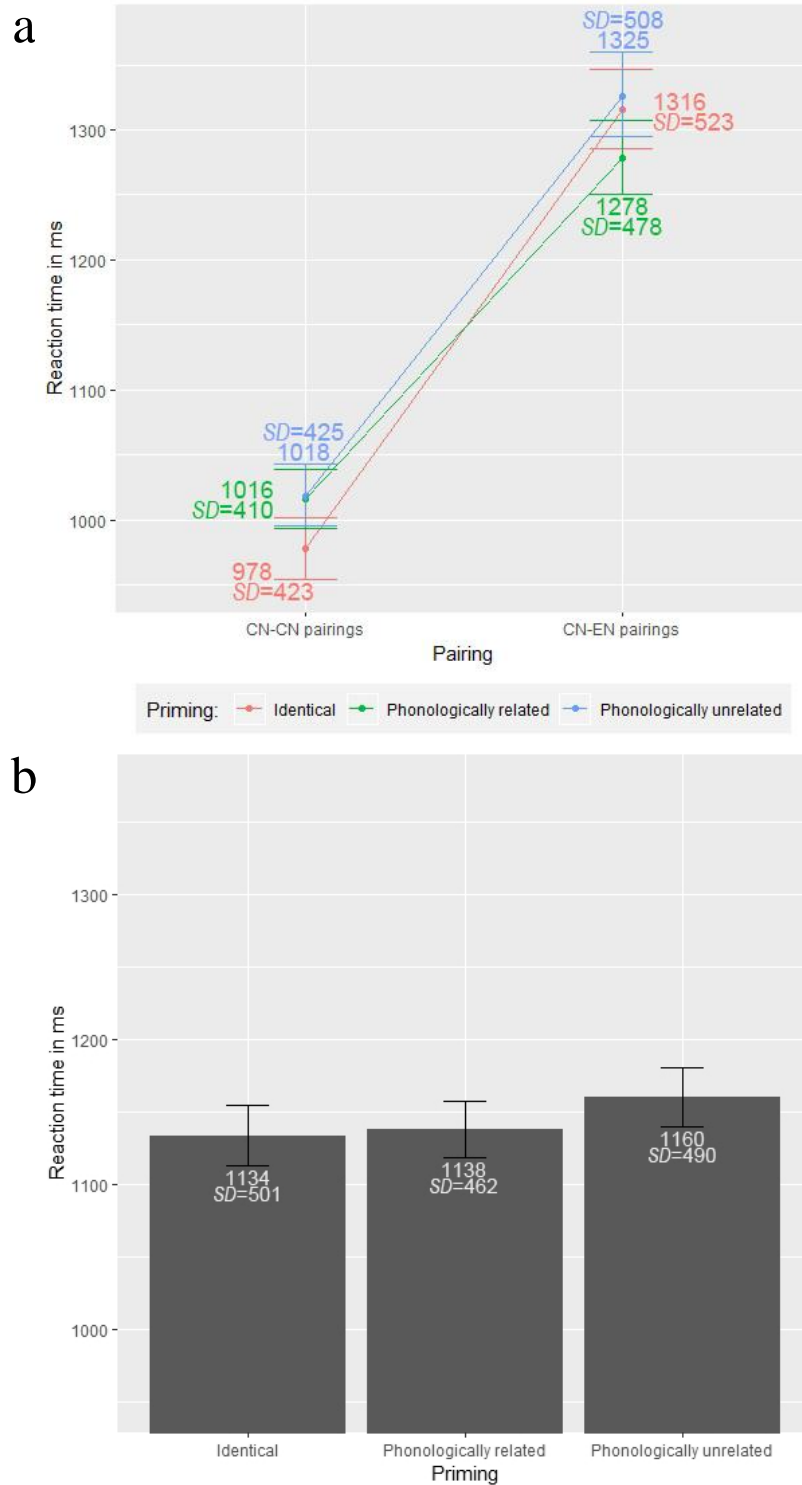 a
SD=508
1325
1300
1316
SD=523
1278
SD=478
1200
Reaction time in ms
1100
SD=425
1018
1016
SD=410
1000
978
SD=423
CN-CN pairings
CN-EN pairings
Pairing
Priming: Identical Phonologically related Phonologically unrelated
b
1300
1200
Reaction time in ms
1134
SD=501
1138
SD=462
1160
SD=490
1100
1000
Identical
Phonologically related
Phonologically unrelated
Priming